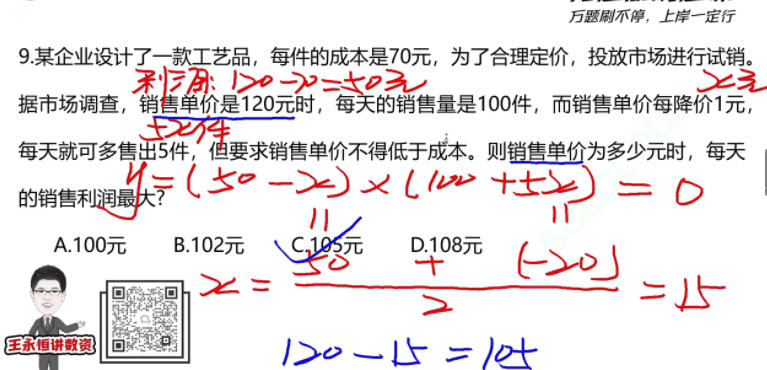 万题刷不停，上岸一定行
9.某企业设计了一款工艺品，每件的成本是70元，为了合理定价，投放市场进行试销。
利润：120-70=50元
x元
据市场调查，销售单价是120元时，每天的销售量是100件，而销售单价每降价1元，
5x件
每天就可多售出5件，但要求销售单价不得低于成本。则销售单价为多少元时，每天
y=(50-x)×(100+5x)=0
的销售利润最大?
A.100元 B.102元 C.105元 D.108元
x= 50 + (-20) / 2 =15
王永恒讲数资
120-15=105